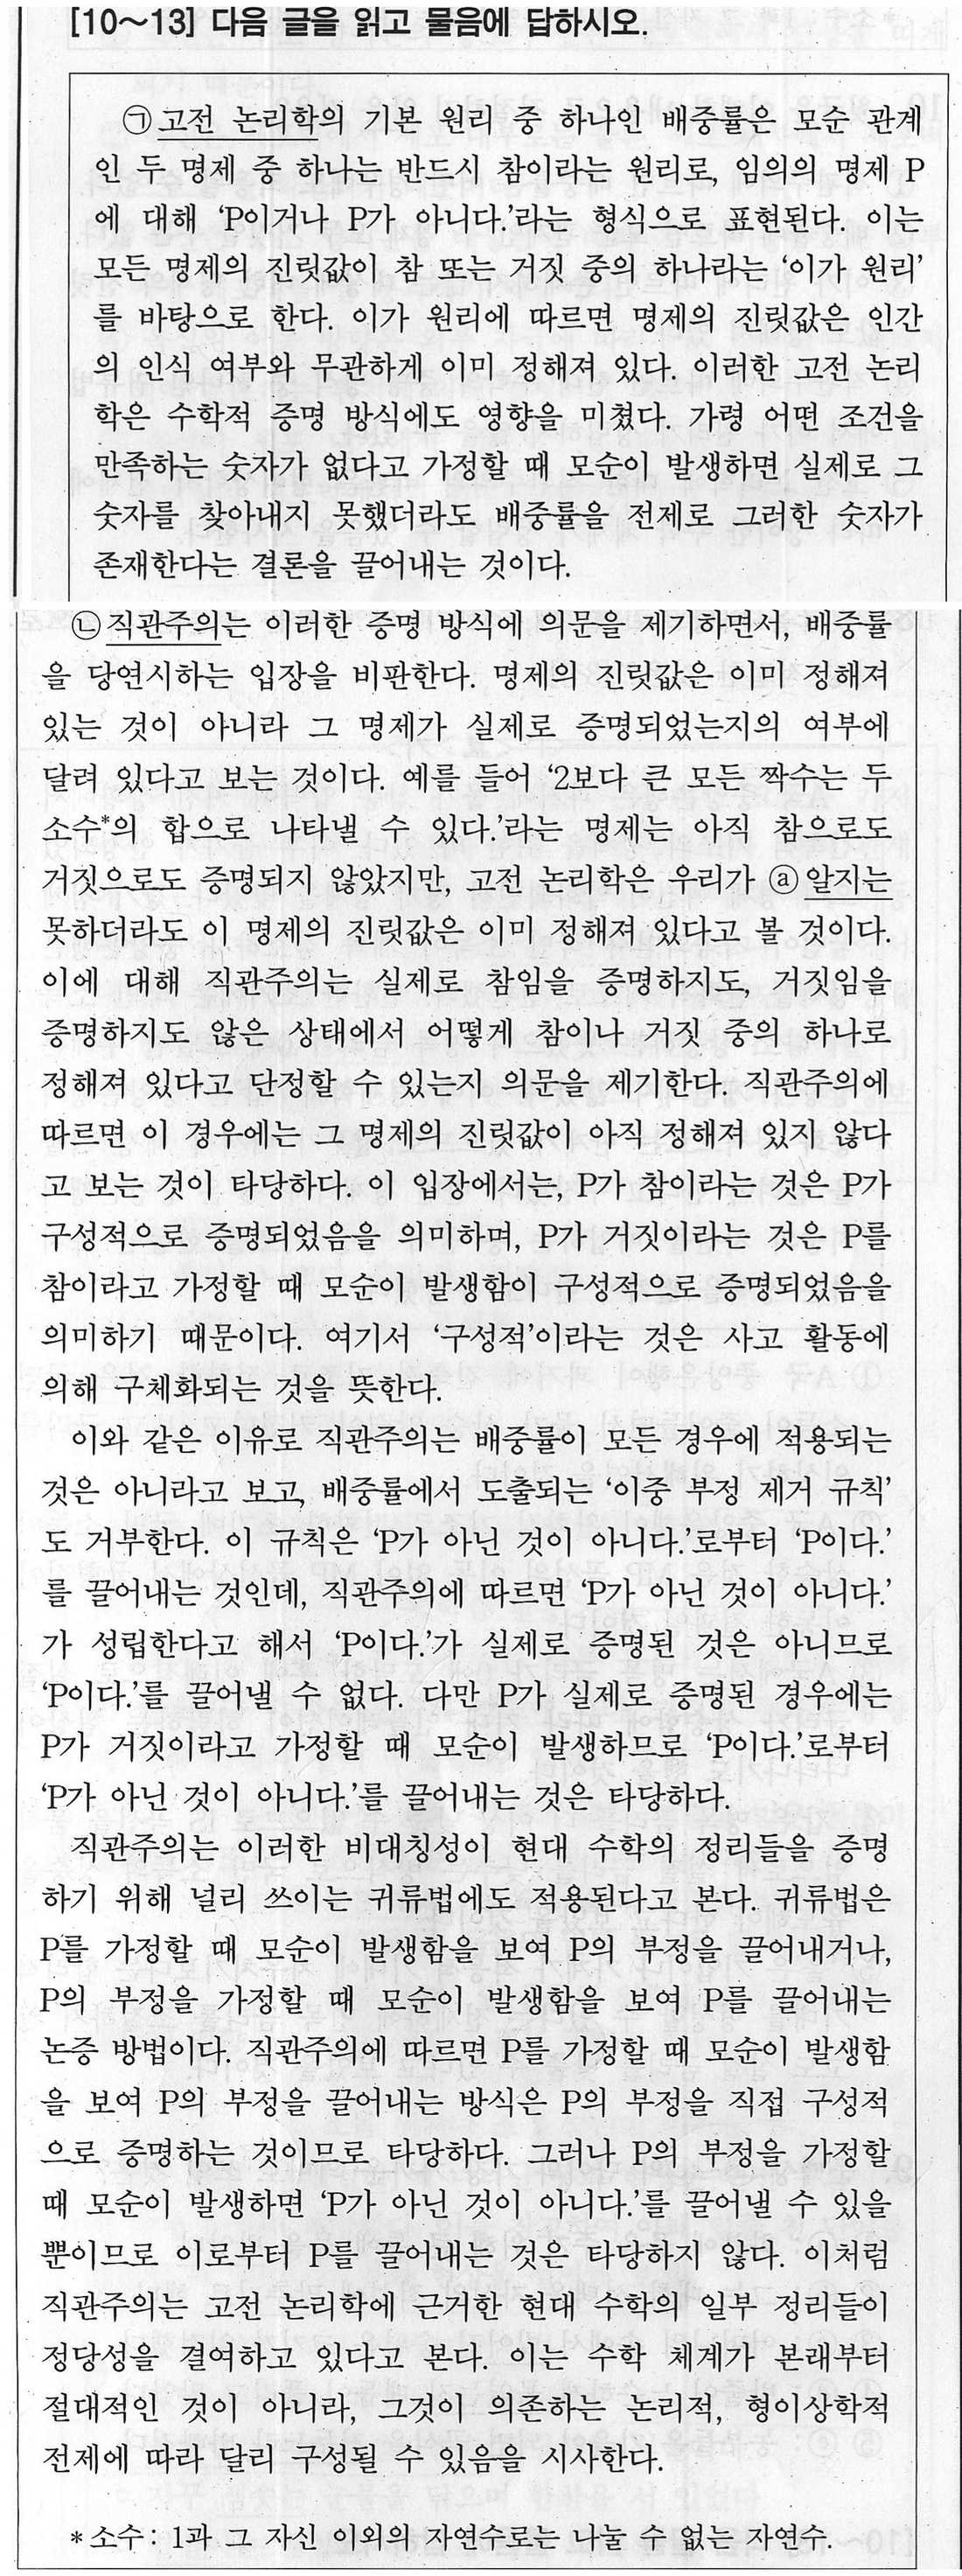 [10～13] 다음 글을 읽고 물음에 답하시오.
㉠고전 논리학의 기본 원리 중 하나인 배중률은 모순 관계
인 두 명제 중 하나는 반드시 참이라는 원리로, 임의의 명제 P
에 대해 ‘P이거나 P가 아니다.’라는 형식으로 표현된다. 이는
모든 명제의 진릿값이 참 또는 거짓 중의 하나라는 ‘이가 원리’
를 바탕으로 한다. 이가 원리에 따르면 명제의 진릿값은 인간
의 인식 여부와 무관하게 이미 정해져 있다. 이러한 고전 논리
학은 수학적 증명 방식에도 영향을 미쳤다. 가령 어떤 조건을
만족하는 숫자가 없다고 가정할 때 모순이 발생하면 실제로 그
숫자를 찾아내지 못했더라도 배중률을 전제로 그러한 숫자가
존재한다는 결론을 끌어내는 것이다.
㉡직관주의는 이러한 증명 방식에 의문을 제기하면서, 배중률
을 당연시하는 입장을 비판한다. 명제의 진릿값은 이미 정해져
있는 것이 아니라 그 명제가 실제로 증명되었는지의 여부에
달려 있다고 보는 것이다. 예를 들어 ‘2보다 큰 모든 짝수는 두
소수*의 합으로 나타낼 수 있다.’라는 명제는 아직 참으로도
거짓으로도 증명되지 않았지만, 고전 논리학은 우리가 ⓐ알지는
못하더라도 이 명제의 진릿값은 이미 정해져 있다고 볼 것이다.
이에 대해 직관주의는 실제로 참임을 증명하지도, 거짓임을
증명하지도 않은 상태에서 어떻게 참이나 거짓 중의 하나로
정해져 있다고 단정할 수 있는지 의문을 제기한다. 직관주의에
따르면 이 경우에는 그 명제의 진릿값이 아직 정해져 있지 않다
고 보는 것이 타당하다. 이 입장에서는, P가 참이라는 것은 P가
구성적으로 증명되었음을 의미하며, P가 거짓이라는 것은 P를
참이라고 가정할 때 모순이 발생함이 구성적으로 증명되었음을
의미하기 때문이다. 여기서 ‘구성적’이라는 것은 사고 활동에
의해 구체화되는 것을 뜻한다.
이와 같은 이유로 직관주의는 배중률이 모든 경우에 적용되는
것은 아니라고 보고, 배중률에서 도출되는 ‘이중 부정 제거 규칙’
도 거부한다. 이 규칙은 ‘P가 아닌 것이 아니다.’로부터 ‘P이다.’
를 끌어내는 것인데, 직관주의에 따르면 ‘P가 아닌 것이 아니다.’
가 성립한다고 해서 ‘P이다.’가 실제로 증명된 것은 아니므로
‘P이다.’를 끌어낼 수 없다. 다만 P가 실제로 증명된 경우에는
P가 거짓이라고 가정할 때 모순이 발생하므로 ‘P이다.’로부터
‘P가 아닌 것이 아니다.’를 끌어내는 것은 타당하다.
직관주의는 이러한 비대칭성이 현대 수학의 정리들을 증명
하기 위해 널리 쓰이는 귀류법에도 적용된다고 본다. 귀류법은
P를 가정할 때 모순이 발생함을 보여 P의 부정을 끌어내거나,
P의 부정을 가정할 때 모순이 발생함을 보여 P를 끌어내는
논증 방법이다. 직관주의에 따르면 P를 가정할 때 모순이 발생함
을 보여 P의 부정을 끌어내는 방식은 P의 부정을 직접 구성적
으로 증명하는 것이므로 타당하다. 그러나 P의 부정을 가정할
때 모순이 발생하면 ‘P가 아닌 것이 아니다.’를 끌어낼 수 있을
뿐이므로 이로부터 P를 끌어내는 것은 타당하지 않다. 이처럼
직관주의는 고전 논리학에 근거한 현대 수학의 일부 정리들이
정당성을 결여하고 있다고 본다. 이는 수학 체계가 본래부터
절대적인 것이 아니라, 그것이 의존하는 논리적, 형이상학적
전제에 따라 달리 구성될 수 있음을 시사한다.
* 소수: 1과 그 자신 이외의 자연수로는 나눌 수 없는 자연수.